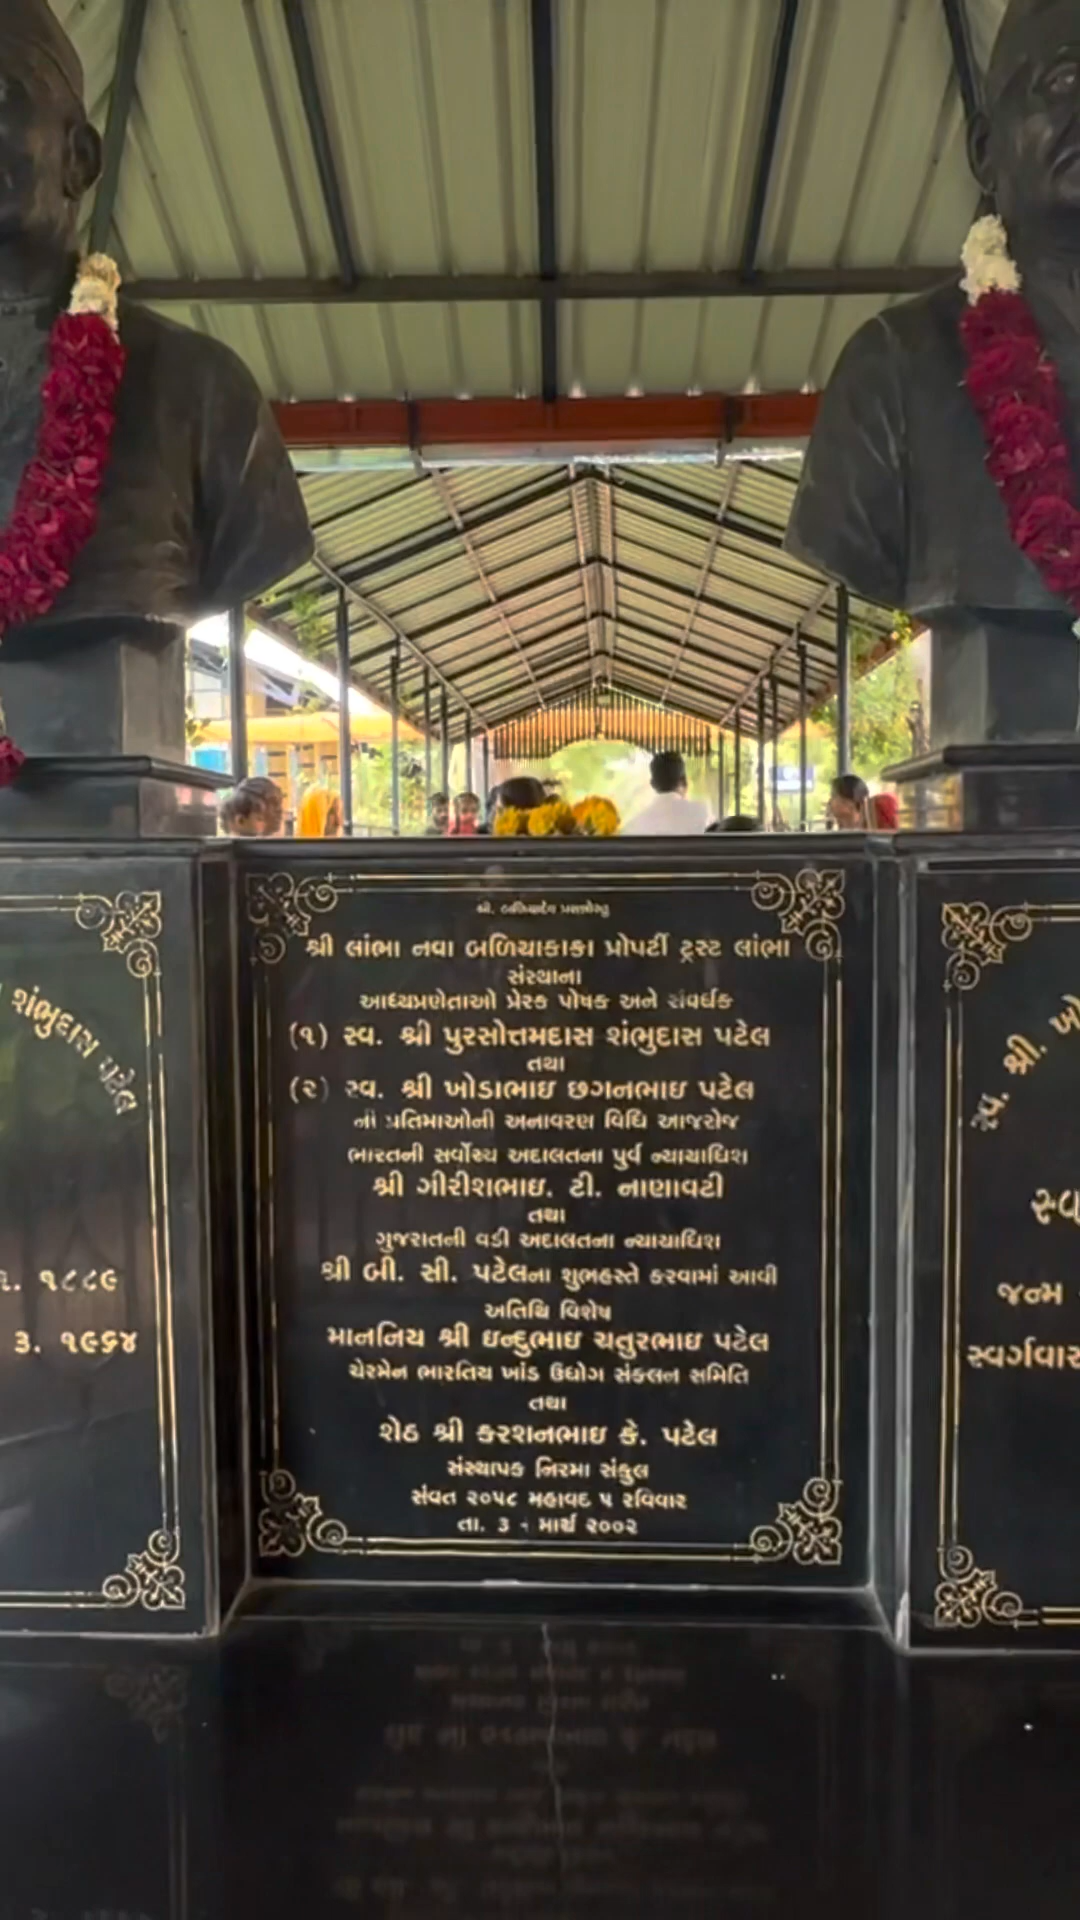 શંભુદાસ પટેલ
૧૮૮૯
૩. ૧૯૬૪
શ્રી લાંભા નવા બળિયાકાકા પ્રોપર્ટી ટ્રસ્ટ લાંભા
સંસ્થાના
આધ્યપ્રણેતાઓ પ્રેરક પોષક અને સંવર્ધક
(૧) સ્વ. શ્રી પુરસોત્તમદાસ શંભુદાસ પટેલ
તથા
(૨) સ્વ. શ્રી ખોડાભાઇ છગનભાઇ પટેલ
ની પ્રતિમાઓની અનાવરણ વિધિ આજરોજ
ભારતની સર્વોચ્ચ અદાલતના પુર્વ ન્યાયાધિશ
શ્રી ગીરીશભાઇ. ટી. નાણાવટી
તથા
ગુજરાતની વડી અદાલતના ન્યાયાધિશ
શ્રી બી. સી. પટેલના શુભહસ્તે કરવામાં આવી
અતિથિ વિશેષ
માનનિય શ્રી ઇન્દુભાઇ ચતુરભાઇ પટેલ
ચેરમેન ભારતિય ખાંડ ઉધોગ સંકલન સમિતિ
તથા
શેઠ શ્રી કરશનભાઇ કે. પટેલ
સંસ્થાપક નિરમા સંકુલ
સંવત ૨૦૫૮ મહાવદ ૫ રવિવાર
તા. ૩ - માર્ચ ૨૦૦૨
સ્વ. શ્રી.
સ્વ
જન્મ
સ્વર્ગવાસ